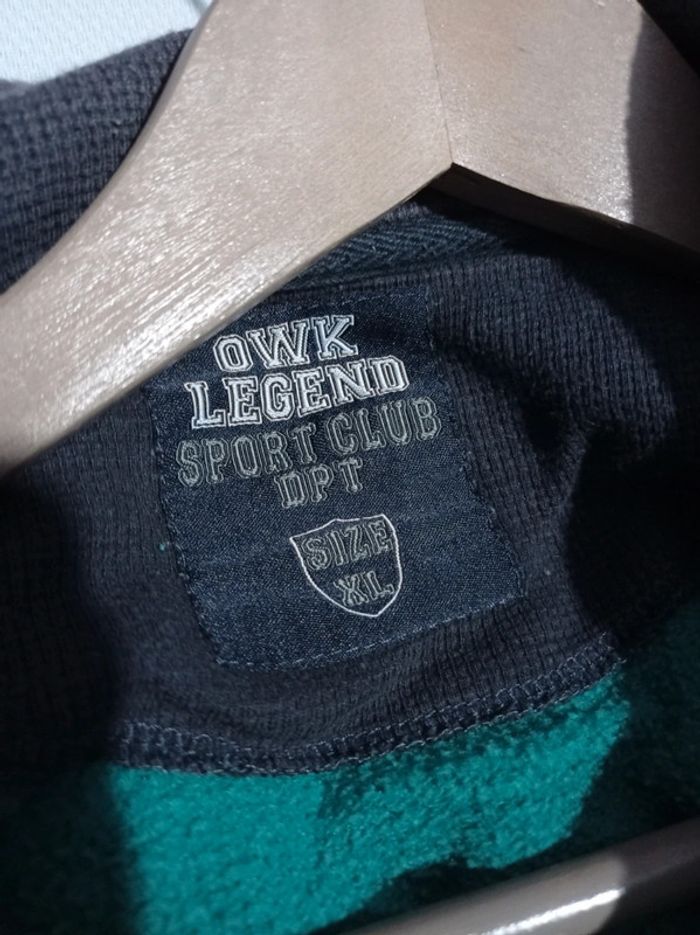 OWK
LEGEND
SPORT CLUB
DPT
SIZE
XL